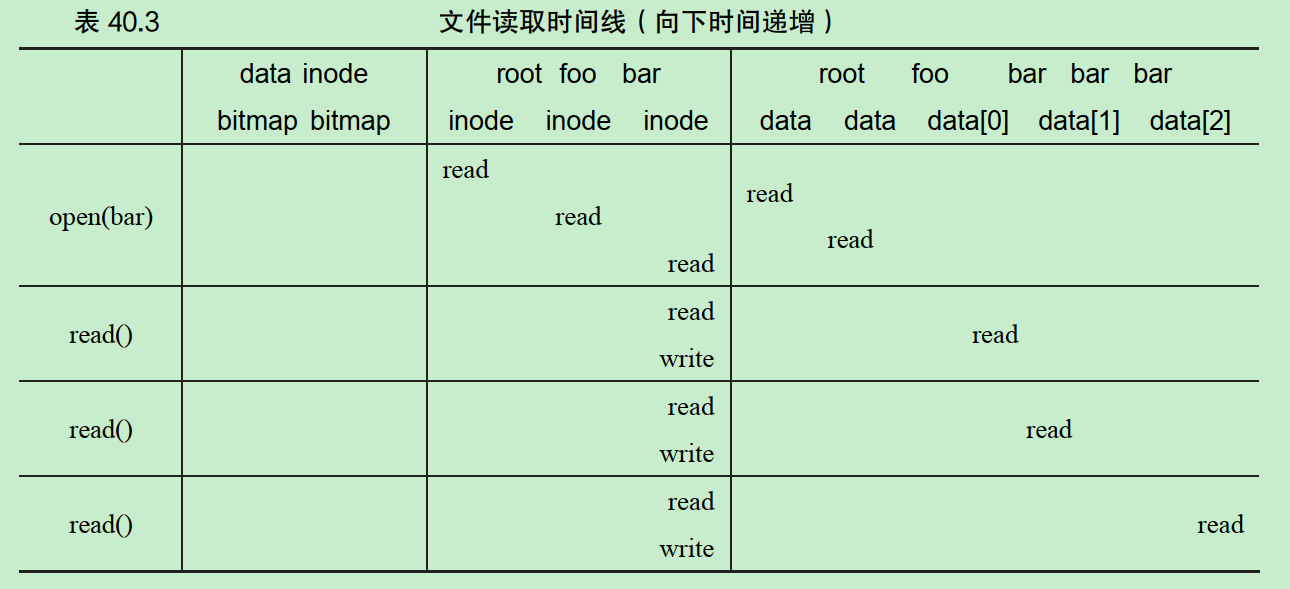 表 40.3 文件读取时间线（向下时间递增）
data inode root foo bar root foo bar bar bar
bitmap bitmap inode inode inode data data data[0] data[1] data[2]
read
read
open(bar) read
read
read
read
read() read
write
read
read() read
write
read
read() read
write